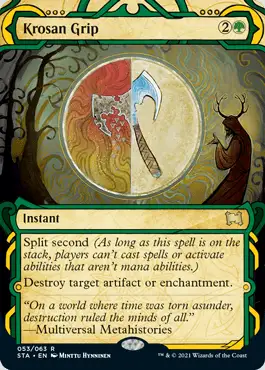 Krosan Grip 2
Instant
Split second (As long as this spell is on the
stack, players can't cast spells or activate
abilities that aren't mana abilities.)
Destroy target artifact or enchantment.
"On a world where time was torn asunder,
destruction ruled the minds of all."
—Multiversal Metahistories
053/063 R
STA • EN MINTTU HYNNINEN
™ & © 2021 Wizards of the Coast